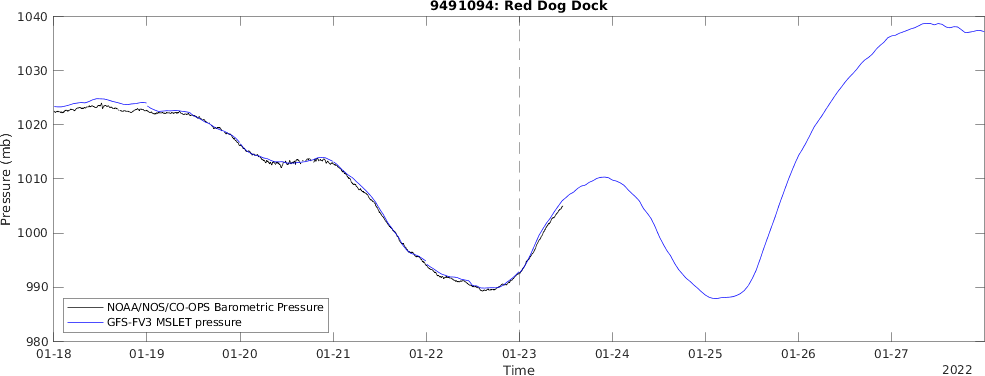 9491094: Red Dog Dock
Pressure (mb)
1040
1030
1020
1010
1000
990
980
NOAA/NOS/CO-OPS Barometric Pressure
GFS-FV3 MSLET pressure
01-18 01-19 01-20 01-21 01-22 01-23 01-24 01-25 01-26 01-27
Time
2022